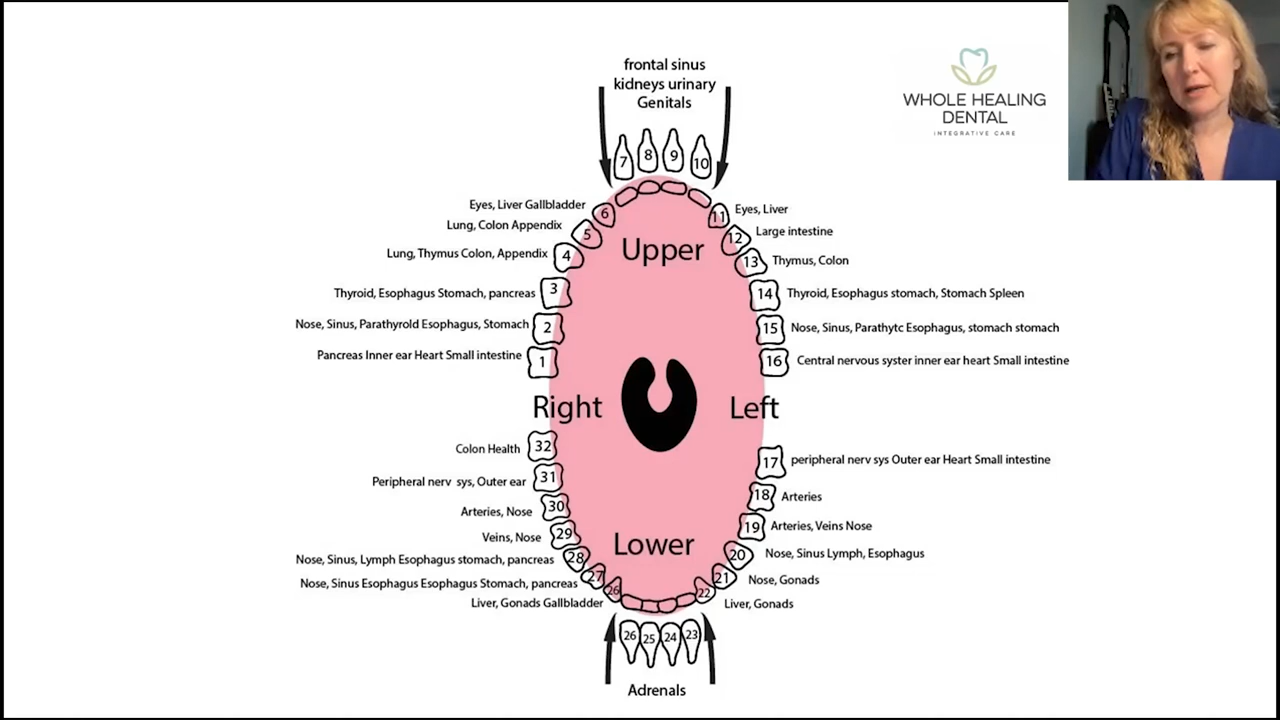 frontal sinus
kidneys urinary
Genitals
WHOLE HEALING
DENTAL
INTEGRATIVE CARE
7 8 9 10
Eyes, Liver Gallbladder 6
11 Eyes, Liver
Lung, Colon Appendix 5
12 Large intestine
Upper
Lung, Thymus Colon, Appendix 4
13 Thymus, Colon
Thyroid, Esophagus Stomach, pancreas 3
14 Thyroid, Esophagus stomach, Stomach Spleen
Nose, Sinus, Parathyrold Esophagus, Stomach 2
15 Nose, Sinus, Parathytc Esophagus, stomach stomach
Pancreas Inner ear Heart Small intestine 1
16 Central nervous syster inner ear heart Small intestine
Right
Left
Colon Health 32
17 peripheral nerv sys Outer ear Heart Small intestine
Peripheral nerv sys, Outer ear 31
18 Arteries
Arteries, Nose 30
19 Arteries, Veins Nose
Veins, Nose 29
Lower
Nose, Sinus, Lymph Esophagus stomach, pancreas 28
20 Nose, Sinus Lymph, Esophagus
Nose, Sinus Esophagus Esophagus Stomach, pancreas 27
21 Nose, Gonads
Liver, Gonads Gallbladder 26
22 Liver, Gonads
26 25 24 23
Adrenals